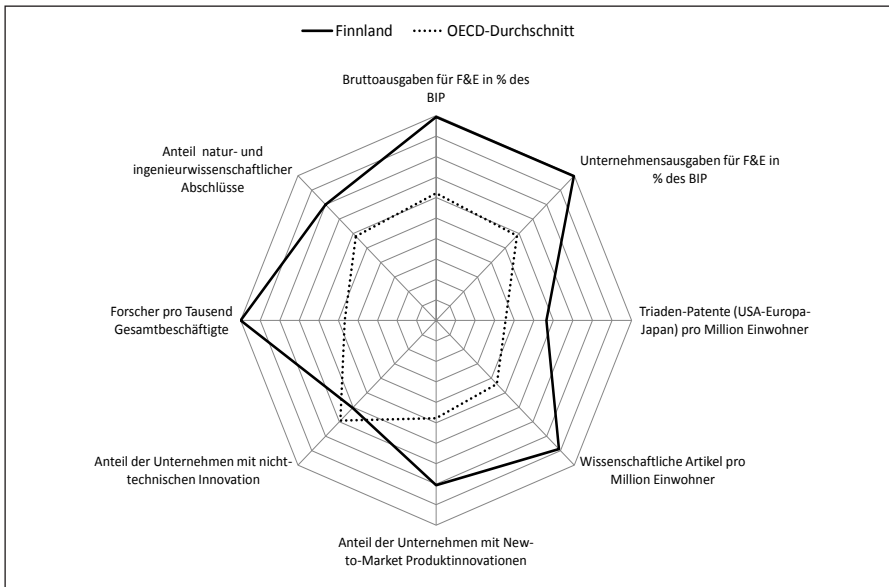 Finnland OECD-Durchschnitt
Bruttoausgaben für F&E in % des
BIP
Anteil natur- und
ingenieurwissenschaftlicher
Abschlüsse
Unternehmensausgaben für F&E in
% des BIP
Forscher pro Tausend
Gesamtbeschäftigte
Triaden-Patente (USA-Europa-
Japan) pro Million Einwohner
Anteil der Unternehmen mit nicht-
technischen Innovation
Wissenschaftliche Artikel pro
Million Einwohner
Anteil der Unternehmen mit New-
to-Market Produktinnovationen